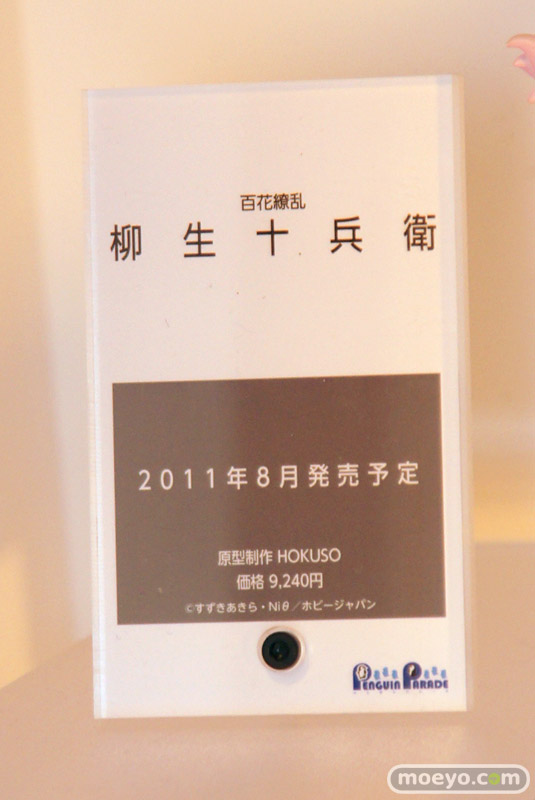 百花繚乱
柳生十兵衛
2011年8月発売予定
原型制作 HOKUSO
価格 9,240円
©すずきあきら・Niθ／ホビージャパン
PENGUIN PARADE
moeyo.com